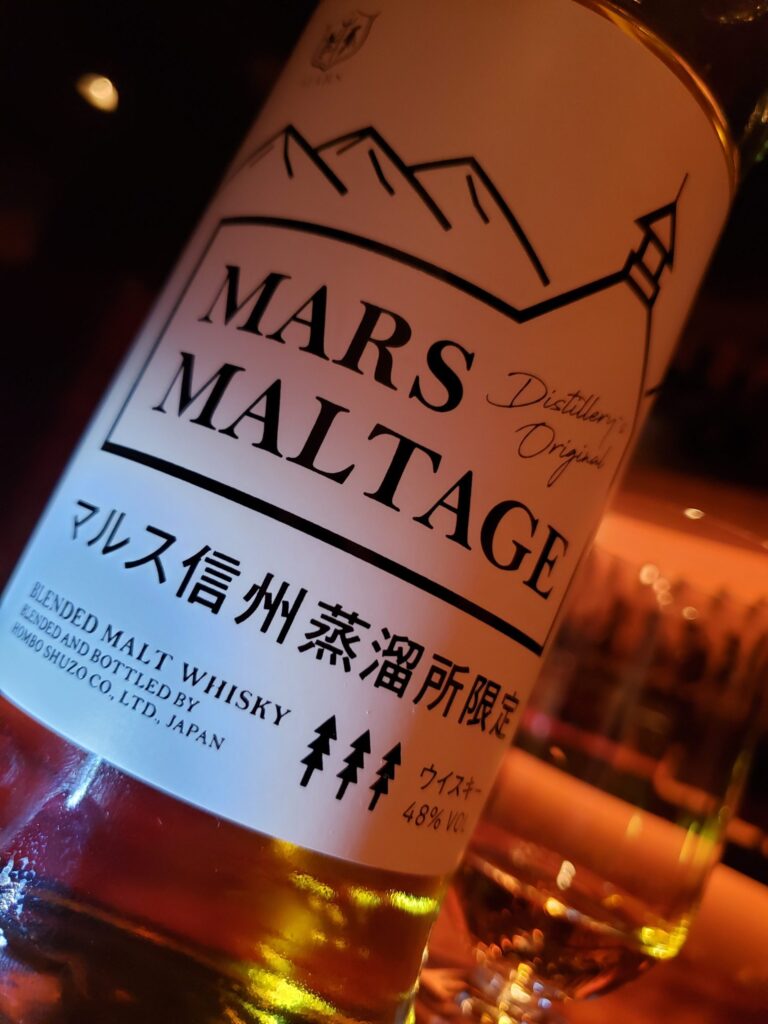 MARS
MARS
MALTAGE
Distillery's
Original
マルス信州蒸溜所限定
BLENDED MALT WHISKY
BLENDED AND BOTTLED BY
HOMBO SHUZO CO., LTD., JAPAN
ウイスキー
48% VOL